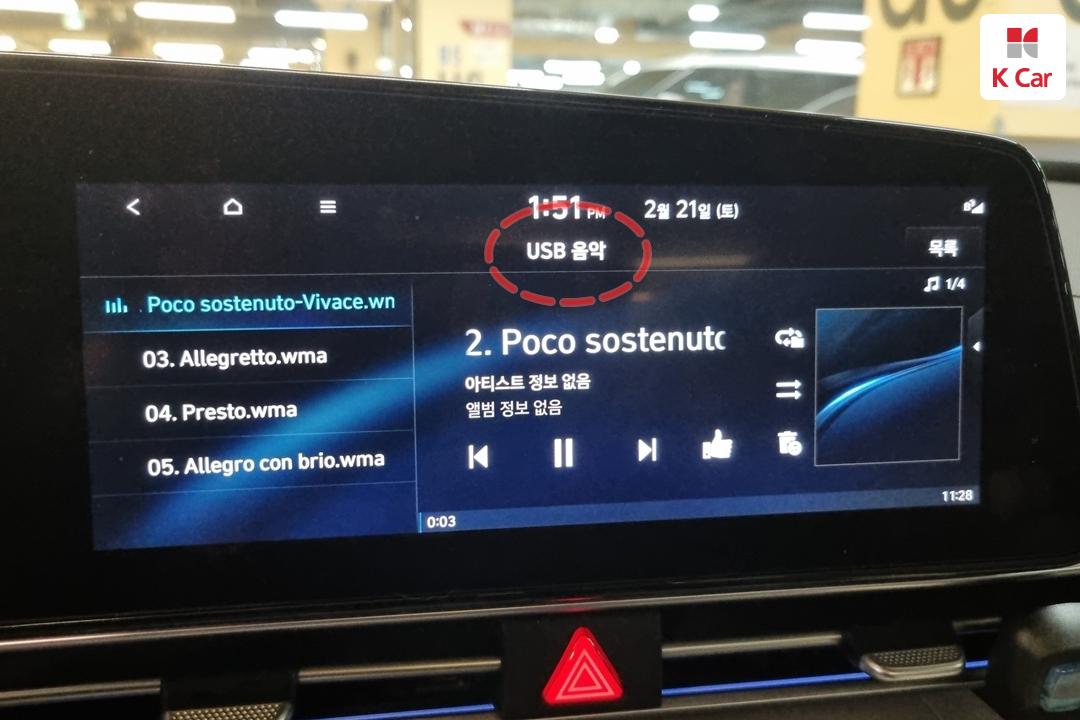 K Car
1:51 PM 2월 21일 (토)
USB 음악
목록
1/4
Poco sostenuto-Vivace.wn
03. Allegretto.wma
04. Presto.wma
05. Allegro con brio.wma
2. Poco sostenutc
아티스트 정보 없음
앨범 정보 없음
0:03
11:28